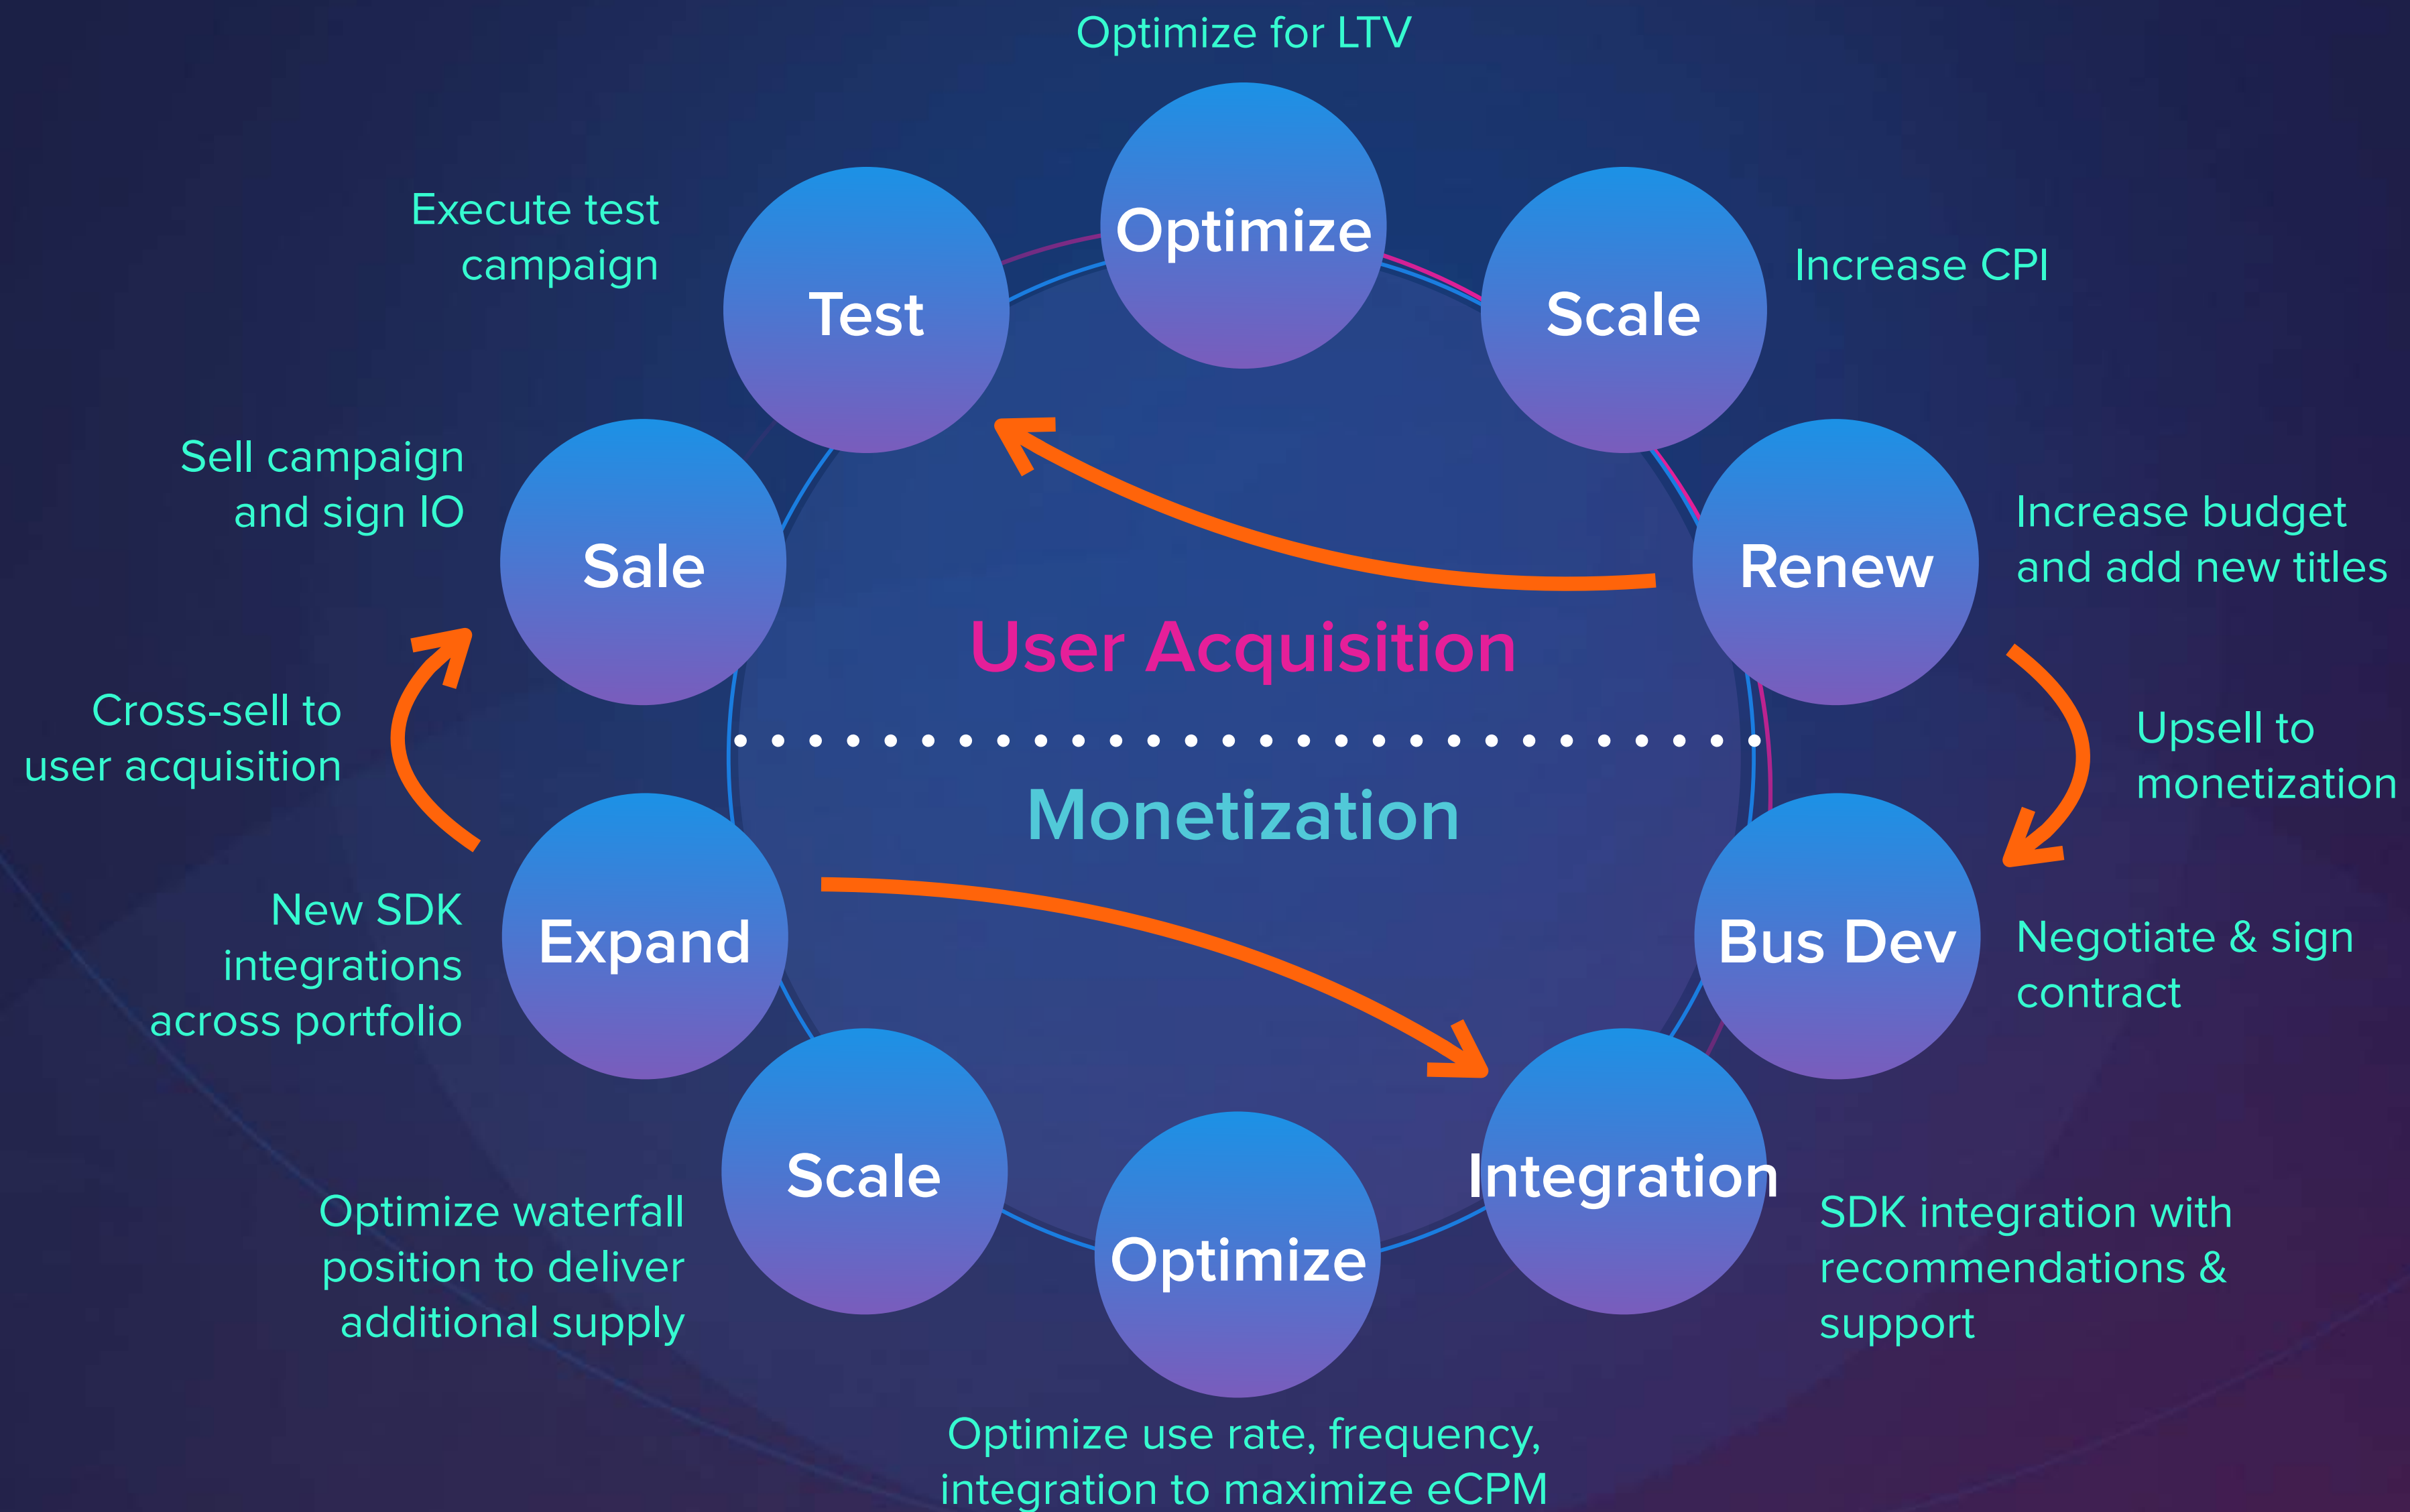 Optimize for LTV
Optimize
Execute test
campaign
Test
Scale
Increase CPI
Sell campaign
and sign IO
Sale
Renew
Increase budget
and add new titles
User Acquisition
Cross-sell to
user acquisition
Upsell to
monetization
Monetization
New SDK
integrations
across portfolio
Expand
Bus Dev
Negotiate & sign
contract
Scale
Integration
Optimize waterfall
position to deliver
additional supply
Optimize
SDK integration with
recommendations &
support
Optimize use rate, frequency,
integration to maximize eCPM